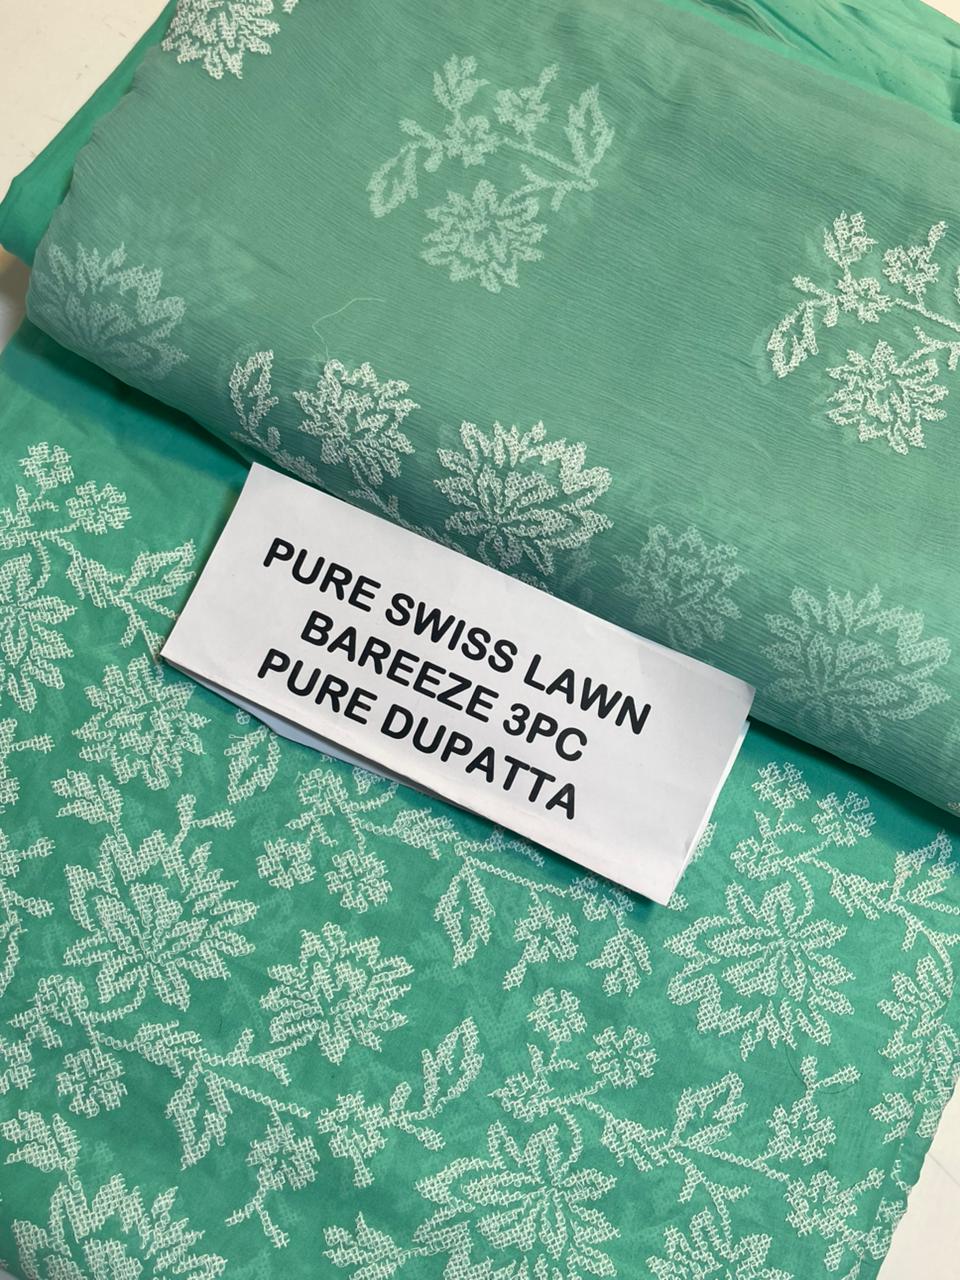 PURE SWISS LAWN
BAREEZE 3PC
PURE DUPATTA